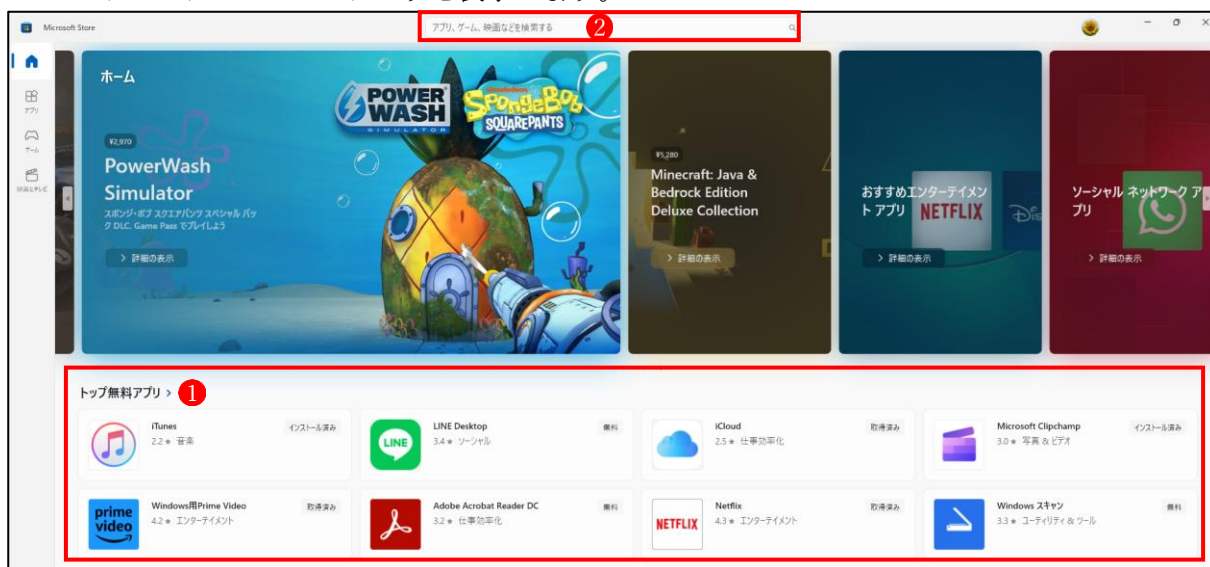 Microsoft Store
アプリ、ゲーム、映画などを検索する
2
ホーム
アプリ
ゲーム
映画とテレビ
POWER
WASH
SIMULATOR
nickelodeon
SpongeBob
SQUAREPANTS
¥2,970
PowerWash
Simulator
スポンジ・ボブ スクエアパンツ スペシャル パッ
ク DLC. Game Pass でプレイしよう
> 詳細の表示
¥5,280
Minecraft: Java &
Bedrock Edition
Deluxe Collection
> 詳細の表示
おすすめエンターテイメン
ト アプリ
NETFLIX
Dis
> 詳細の表示
ソーシャル ネットワーク ア
プリ
> 詳細の表示
トップ無料アプリ >
1
iTunes
インストール済み
2.2★ 音楽
LINE
LINE Desktop
無料
3.4★ ソーシャル
iCloud
取得済み
2.5★ 仕事効率化
Microsoft Clipchamp
インストール済み
3.0★ 写真 & ビデオ
prime
video
Windows用Prime Video
取得済み
4.2★ エンターテイメント
Adobe Acrobat Reader DC
無料
3.2★ 仕事効率化
NETFLIX
Netflix
取得済み
4.3★ エンターテイメント
Windows スキャン
無料
3.3★ ユーティリティ & ツール